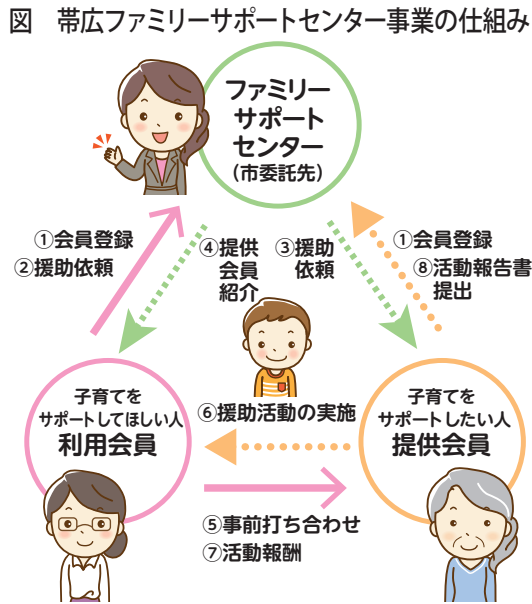 図　帯広ファミリーサポートセンター事業の仕組み
ファミリー
サポート
センター
（市委託先）
①会員登録
②援助依頼
④提供
会員
紹介
③援助
依頼
①会員登録
⑧活動報告書
提出
子育てを
サポートしてほしい人
利用会員
⑥援助活動の実施
子育てを
サポートしたい人
提供会員
⑤事前打ち合わせ
⑦活動報酬